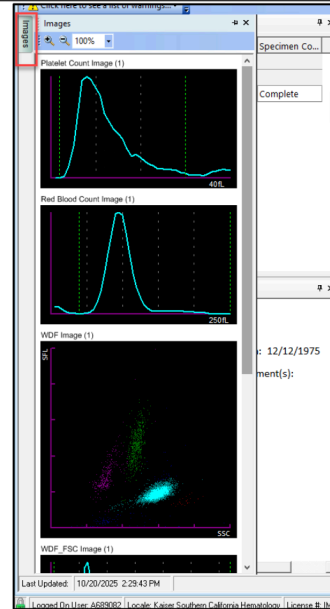 Click here to see a list of warnings...
Images
Images
100%
Specimen Co...
Platelet Count Image (1)
Complete
40fL
Red Blood Count Image (1)
250fL
WDF Image (1)
SFL
: 12/12/1975
ment(s):
SSC
WDF_FSC Image (1)
Last Updated: 10/20/2025 2:29:43 PM
Logged On User: A689082 Locale: Kaiser Southern California Hematology License #: